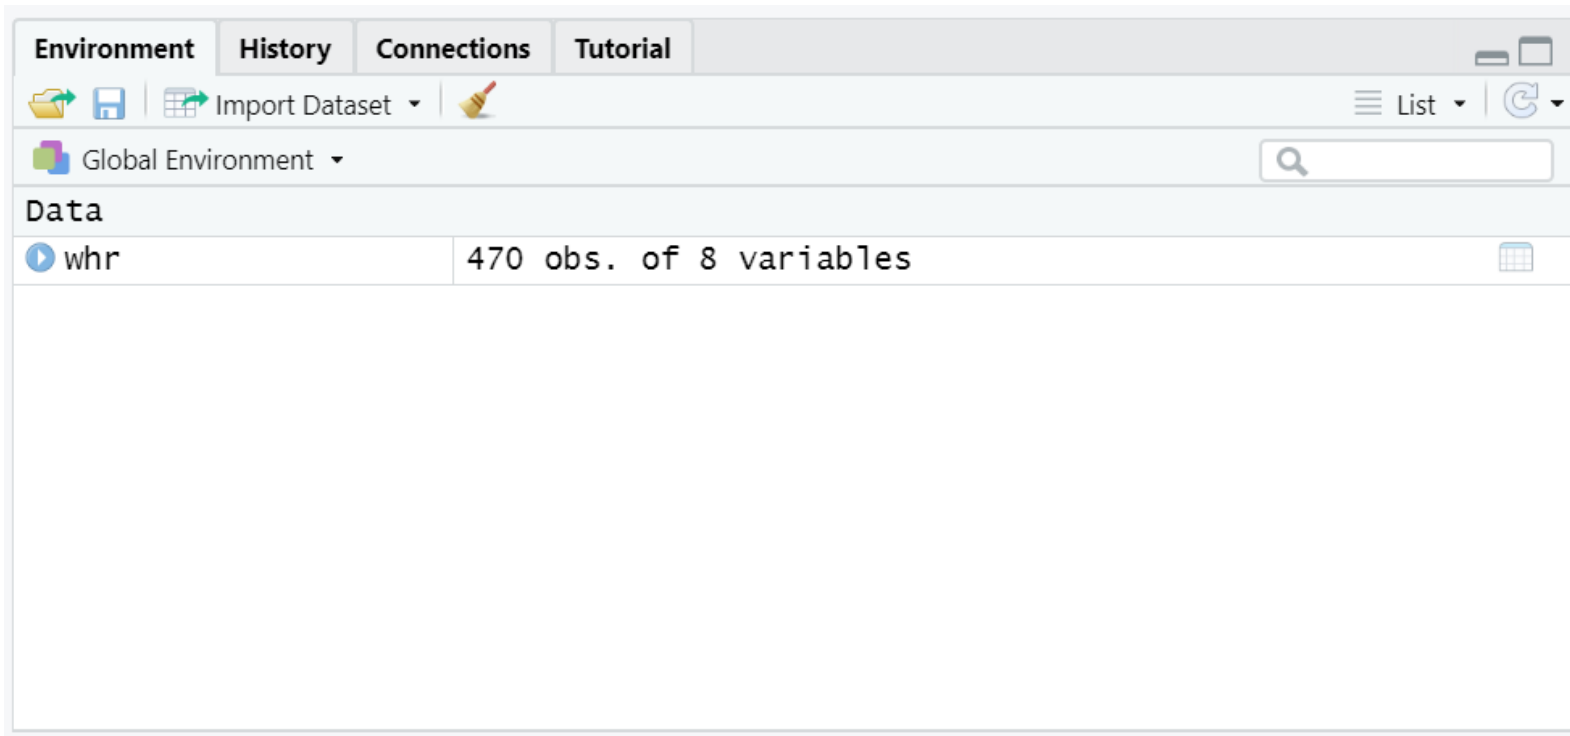 Environment History Connections Tutorial
Import Dataset List
Global Environment
Data
whr 470 obs. of 8 variables